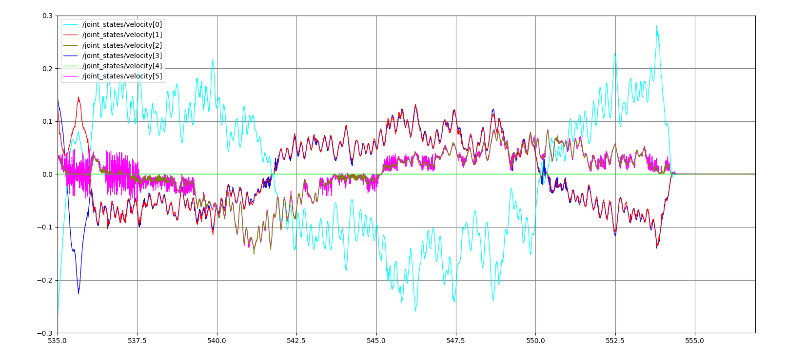 0.3
/joint_states/velocity[0]
/joint_states/velocity[1]
/joint_states/velocity[2]
/joint_states/velocity[3]
/joint_states/velocity[4]
/joint_states/velocity[5]
0.2
0.1
0.0
−0.1
−0.2
−0.3
535.0 537.5 540.0 542.5 545.0 547.5 550.0 552.5 555.0